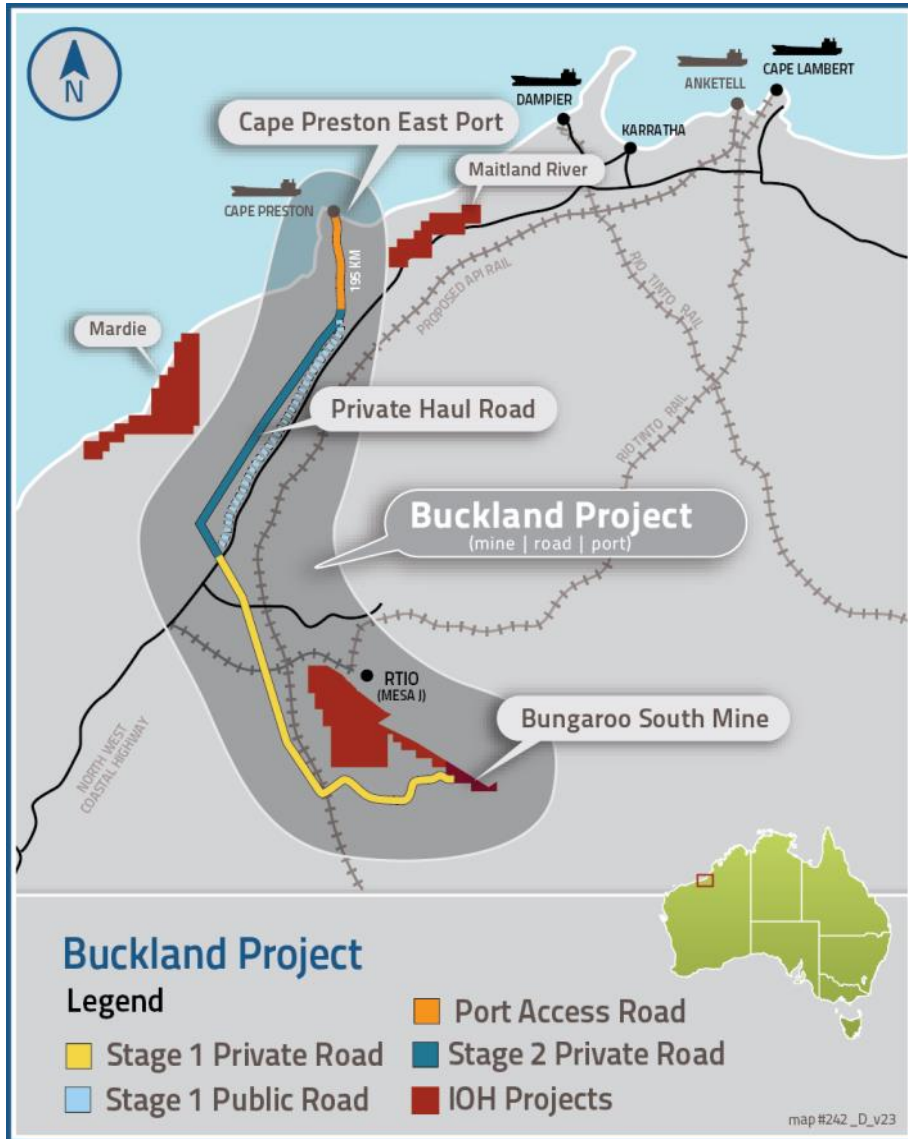 N
DAMPIER
ANKETELL
CAPE LAMBERT
KARRATHA
Cape Preston East Port
Maitland River
CAPE PRESTON
195 KM
PROPOSED API RAIL
RIO TINTO RAIL
Mardie
Private Haul Road
RIO TINTO RAIL
Buckland Project
(mine | road | port)
RTIO
(MESA J)
Bungaroo South Mine
NORTH WEST
COASTAL HIGHWAY
Buckland Project
Legend
Port Access Road
Stage 1 Private Road
Stage 2 Private Road
Stage 1 Public Road
IOH Projects
map #242_D_v23